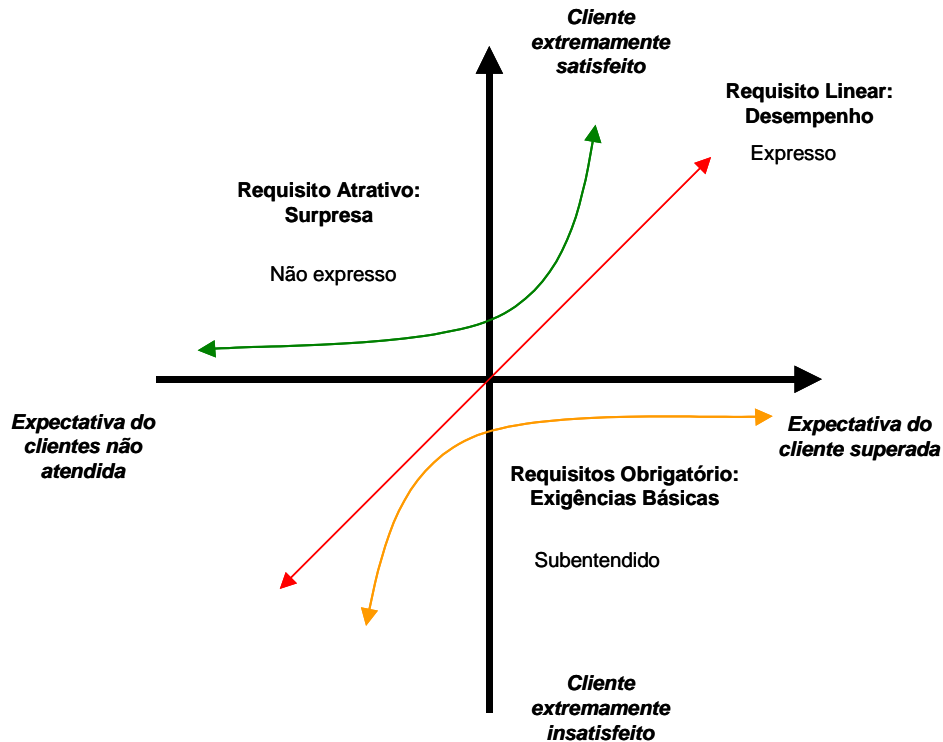 Cliente
extremamente
satisfeito
Requisito Linear:
Desempenho
Expresso
Requisito Atrativo:
Surpresa
Não expresso
Expectativa do
clientes não
atendida
Expectativa do
cliente superada
Requisitos Obrigatório:
Exigências Básicas
Subentendido
Cliente
extremamente
insatisfeito